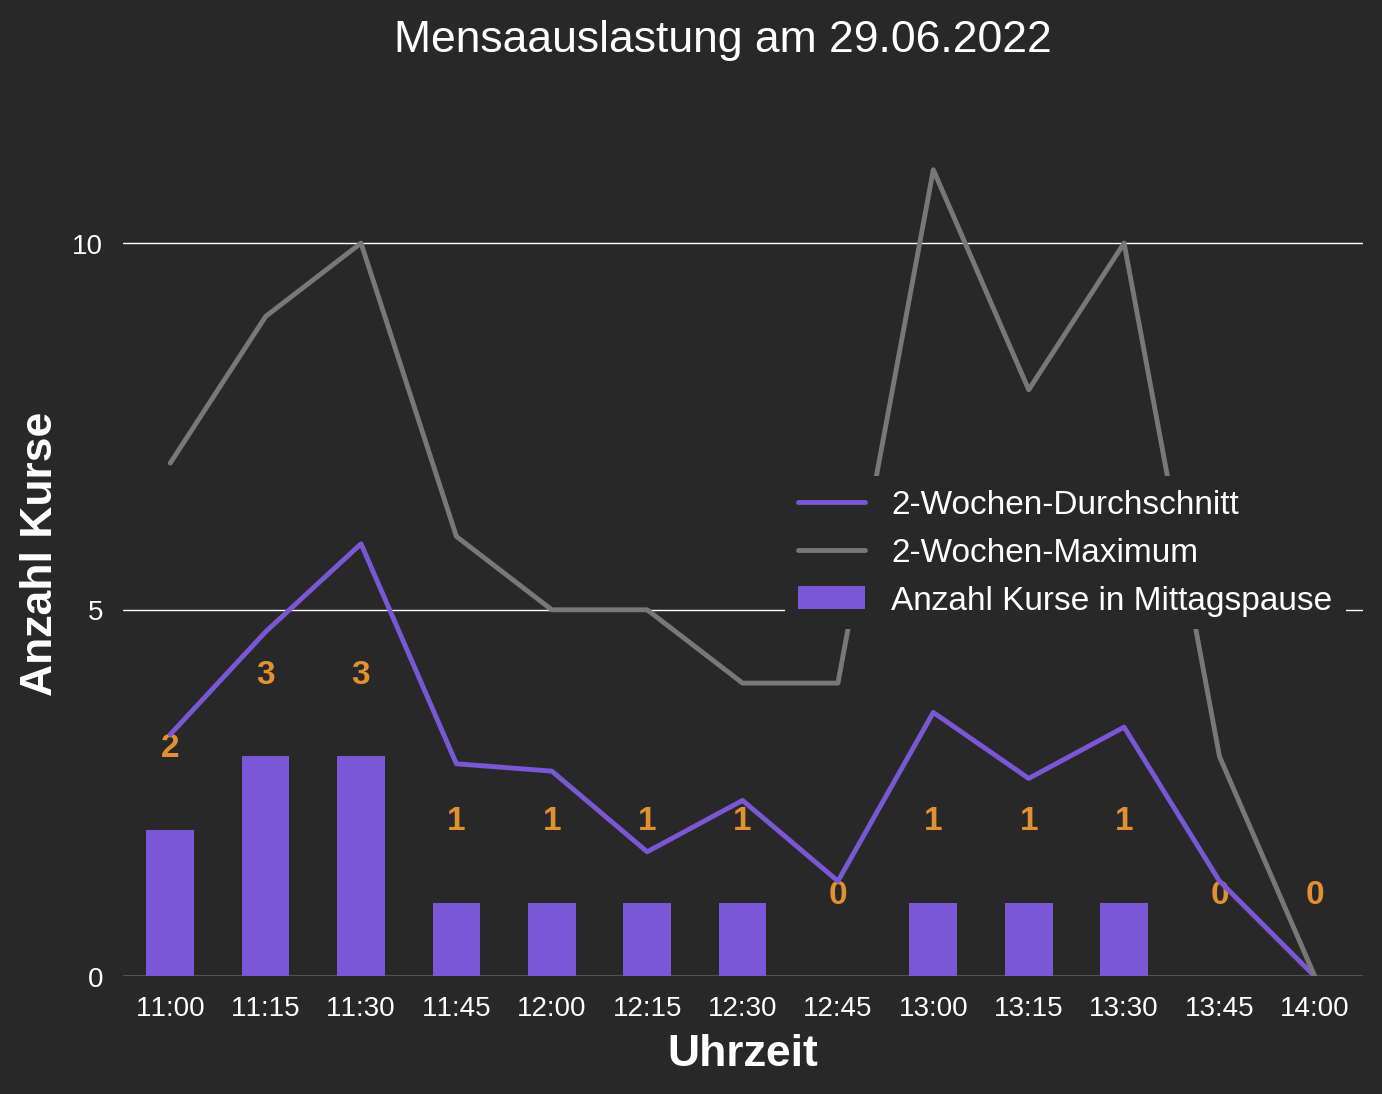 Mensaauslastung am 29.06.2022
10
5
0
Anzahl Kurse
2-Wochen-Durchschnitt
2-Wochen-Maximum
Anzahl Kurse in Mittagspause
2 3 3 1 1 1 1 0 1 1 1 0 0
11:00 11:15 11:30 11:45 12:00 12:15 12:30 12:45 13:00 13:15 13:30 13:45 14:00
Uhrzeit